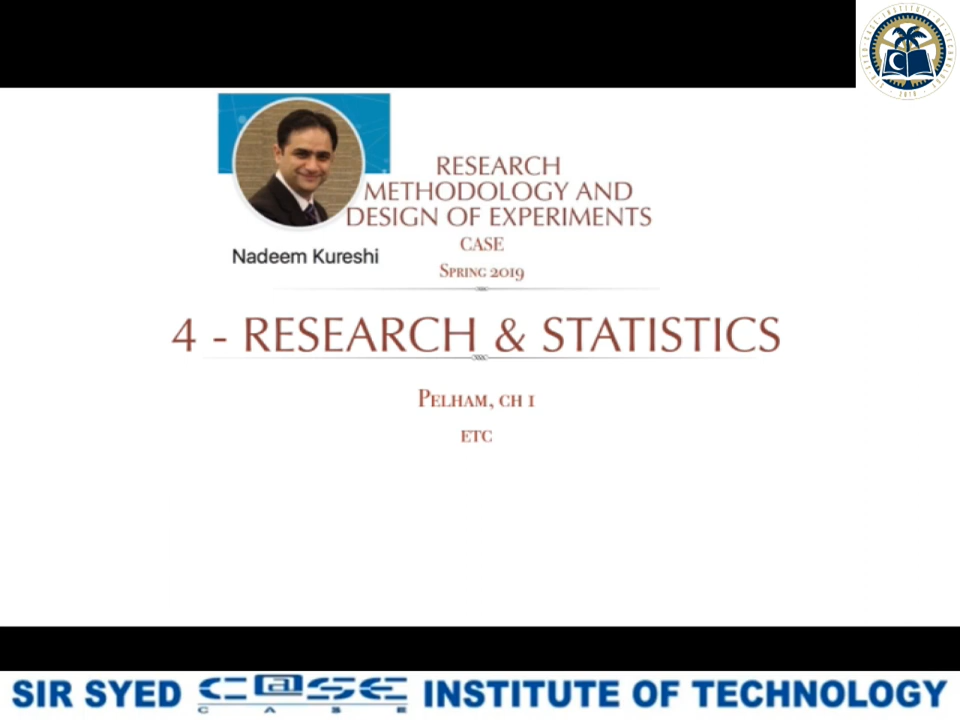 RESEARCH
METHODOLOGY AND
DESIGN OF EXPERIMENTS
CASE
Nadeem Kureshi
SPRING 2019
4 - RESEARCH & STATISTICS
PELHAM, CH 1
ETC
SIR SYED C@SE INSTITUTE OF TECHNOLOGY
C A S E